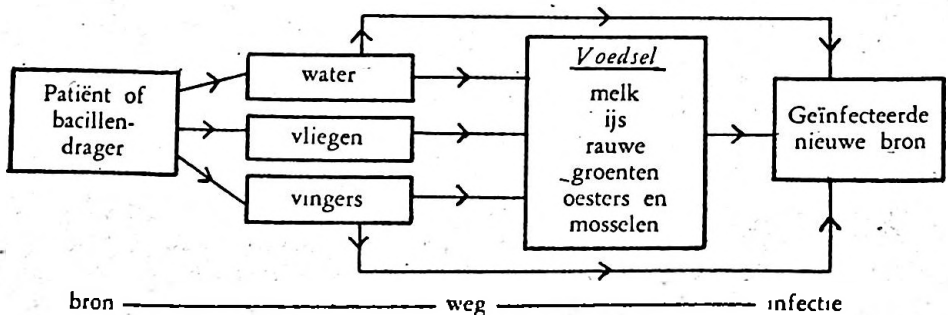 Patiënt of
bacillen-
drager
water
vliegen
vingers
Voedsel
melk
ijs
rauwe
groenten
oesters en
mosselen
Geïnfecteerde
nieuwe bron
bron
weg
infectie